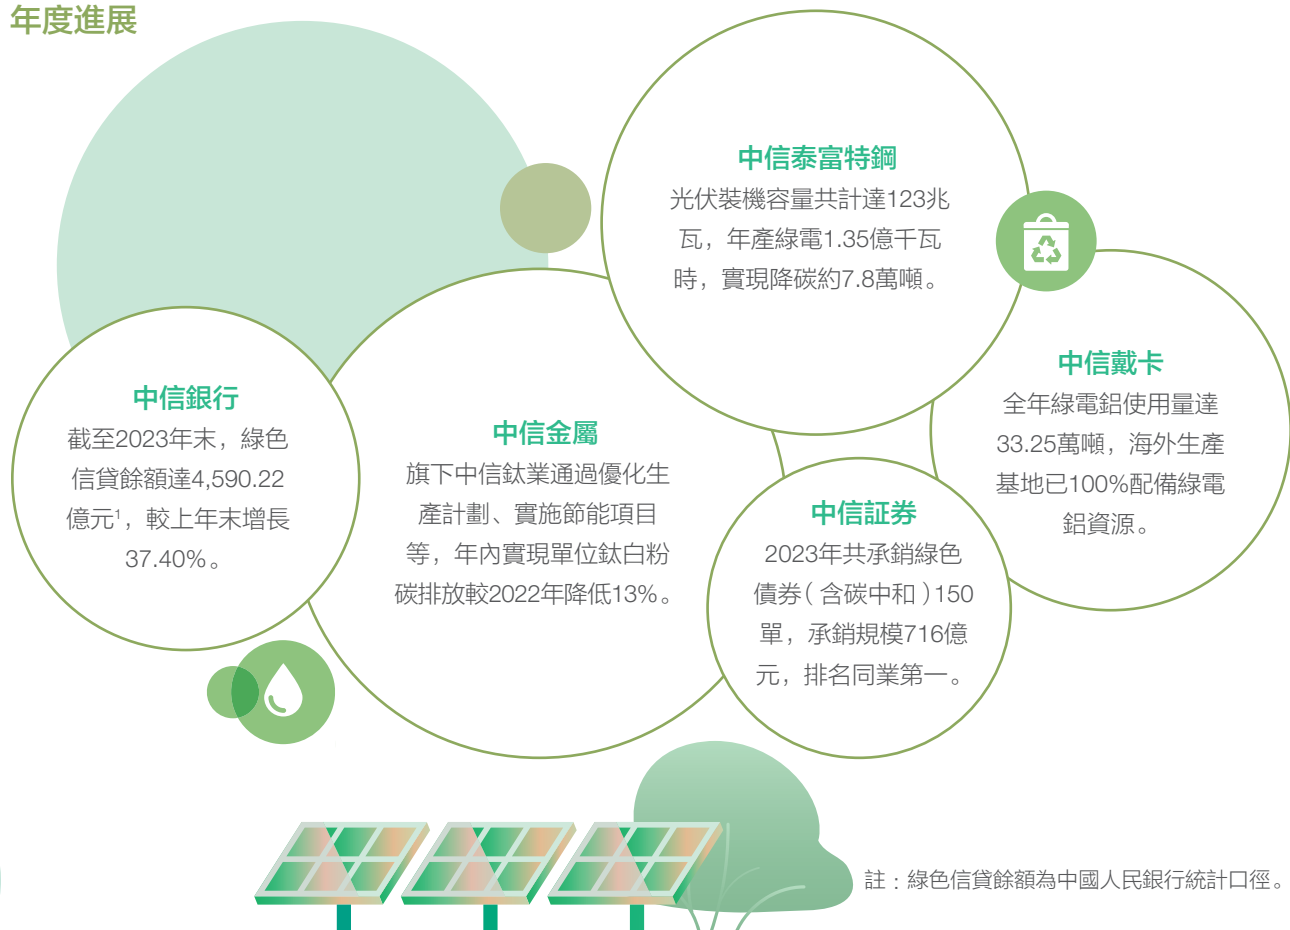 年度進展
中信泰富特鋼
光伏裝機容量共計達123兆
瓦，年產綠電1.35億千瓦
時，實現降碳約7.8萬噸。
中信戴卡
全年綠電鋁使用量達
33.25萬噸，海外生產
基地已100%配備綠電
鋁資源。
中信銀行
截至2023年末，綠色
信貸餘額達4,590.22
億元¹，較上年末增長
37.40%。
中信金屬
旗下中信鈦業通過優化生
產計劃、實施節能項目
等，年內實現單位鈦白粉
碳排放較2022年降低13%。
中信証券
2023年共承銷綠色
債券（含碳中和）150
單，承銷規模716億
元，排名同業第一。
註：綠色信貸餘額為中國人民銀行統計口徑。